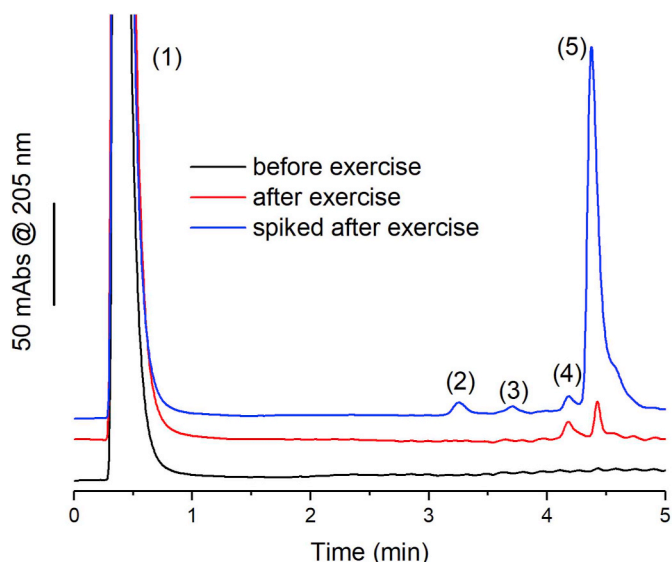 (1)
(5)
before exercise
after exercise
spiked after exercise
50 mAbs @ 205 nm
(2)
(3)
(4)
0
1
2
3
4
5
Time (min)